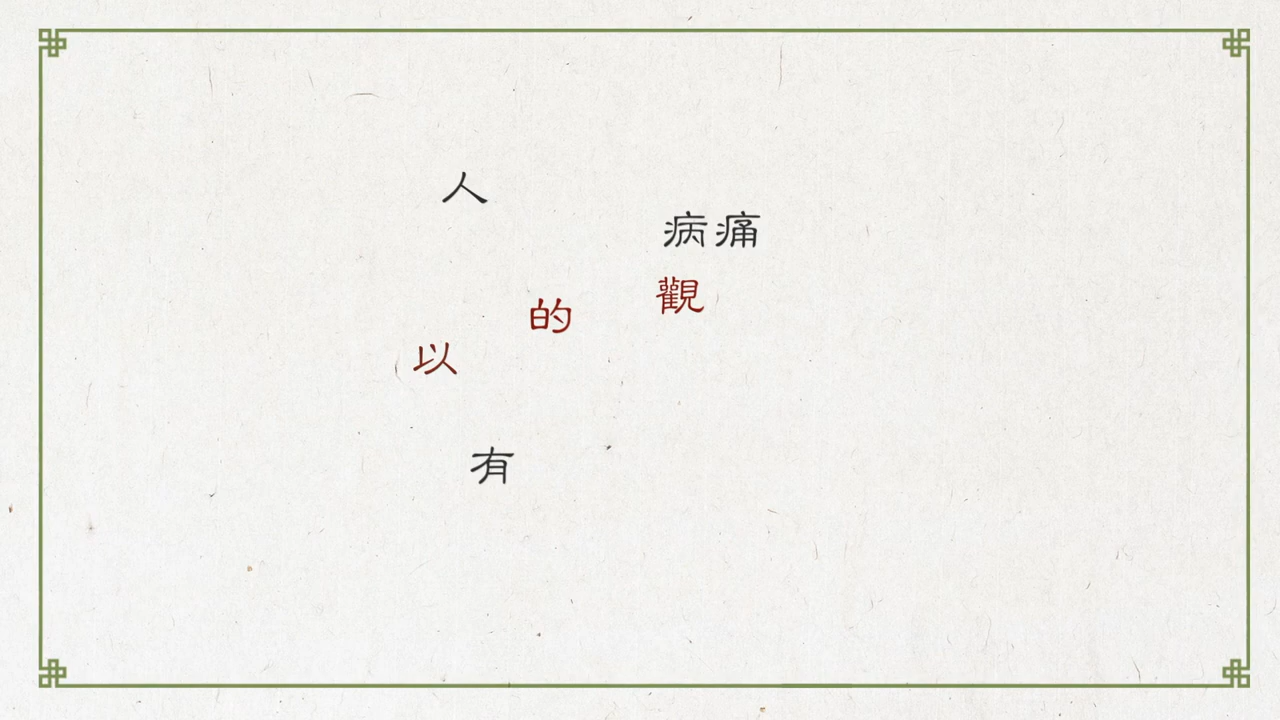 人
病痛
觀
的
以
有